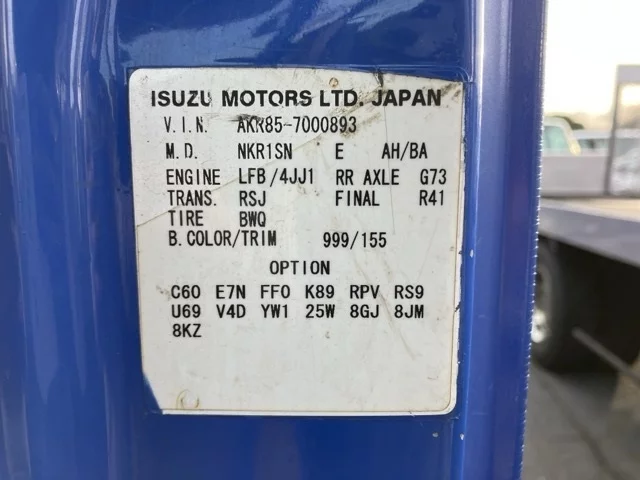 ISUZU MOTORS LTD. JAPAN
V.I.N. AKR85-7000893
M.D. NKR1SN E AH/BA
ENGINE LFB/4JJ1 RR AXLE G73
TRANS. RSJ FINAL R41
TIRE BWQ
B.COLOR/TRIM 999/155
OPTION
C60 E7N FF0 K89 RPV RS9
U69 V4D YW1 25W 8GJ 8JM
8KZ